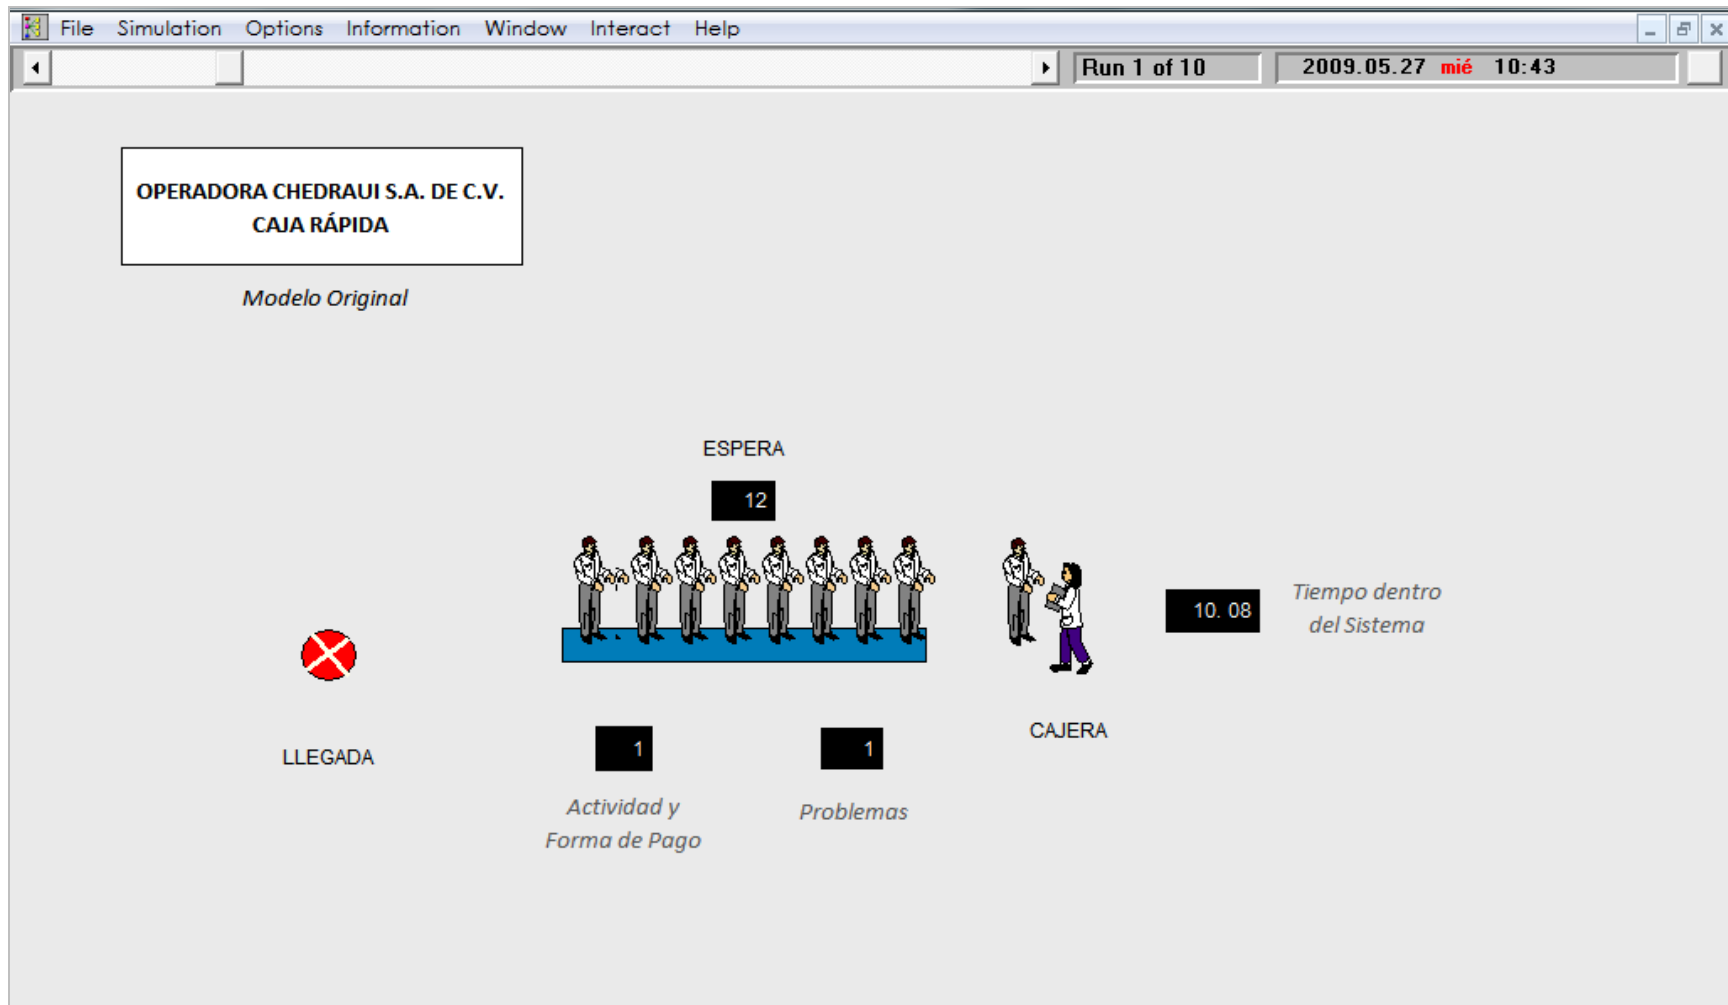 File Simulation Options Information Window Interact Help
Run 1 of 10 2009.05.27 mié 10:43
OPERADORA CHEDRAUI S.A. DE C.V.
CAJA RÁPIDA
Modelo Original
ESPERA
12
10. 08
Tiempo dentro
del Sistema
LLEGADA
1
Actividad y
Forma de Pago
1
Problemas
CAJERA